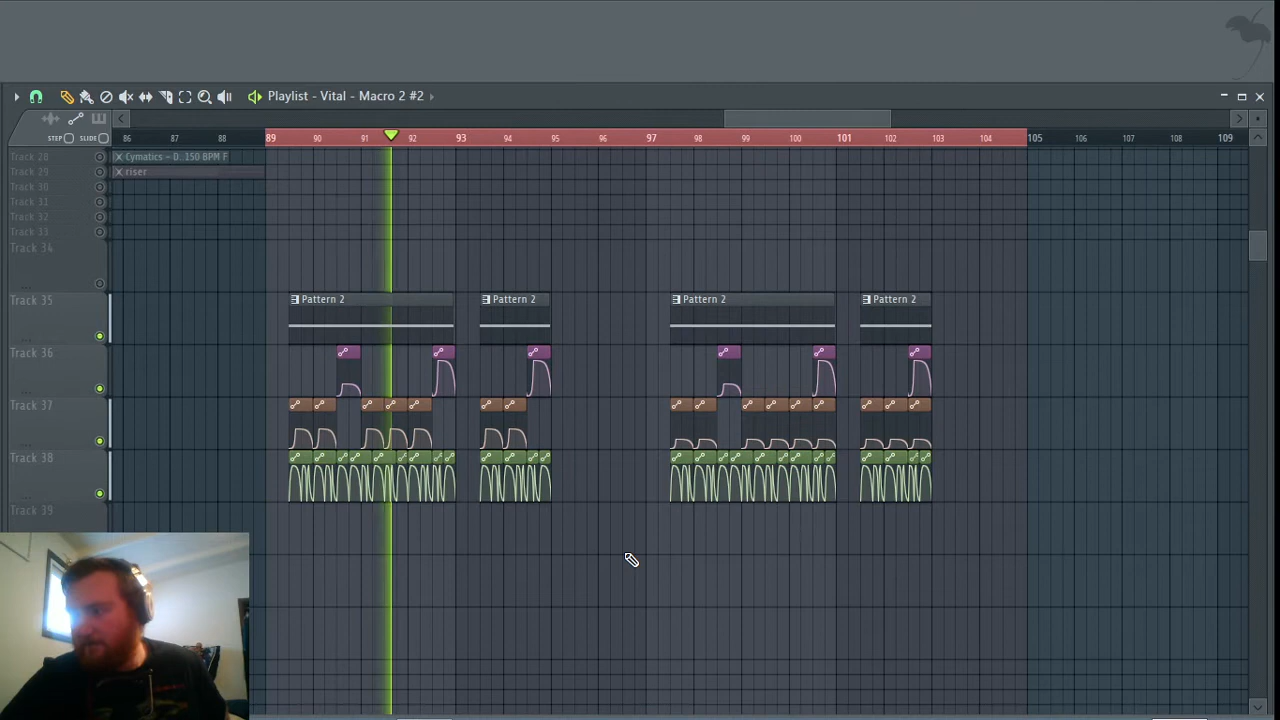 Playlist - Vital - Macro 2 #2
STEP SLIDE
86 87 88 89 90 91 92 93 94 95 96 97 98 99 100 101 102 103 104 105 106 107 108 109
Track 28
Cymatics - D..150 BPM F
Track 29
riser
Track 30
Track 31
Track 32
Track 33
Track 34
...
Track 35
Pattern 2 Pattern 2 Pattern 2 Pattern 2
...
Track 36
...
Track 37
...
Track 38
...
Track 39